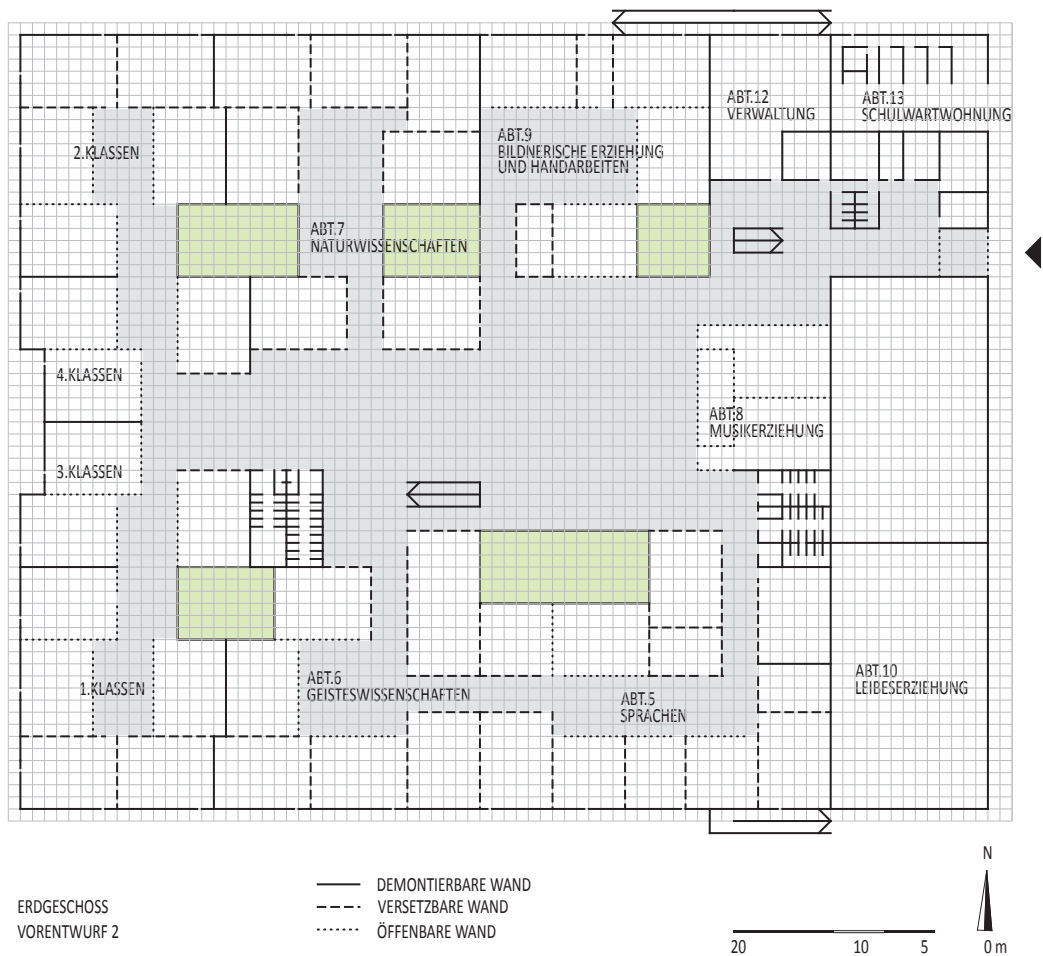 ABT.12
VERWALTUNG
ABT.13
SCHULWARTWOHNUNG
ABT.9
BILDNERISCHE ERZIEHUNG
UND HANDARBEITEN
2.KLASSEN
ABT.7
NATURWISSENSCHAFTEN
4.KLASSEN
ABT.8
MUSIKERZIEHUNG
3.KLASSEN
1.KLASSEN
ABT.6
GEISTESWISSENSCHAFTEN
ABT.5
SPRACHEN
ABT.10
LEIBESERZIEHUNG
N
ERDGESCHOSS
VORENTWURF 2
DEMONTIERBARE WAND
VERSETZBARE WAND
ÖFFENBARE WAND
20 10 5 0 m